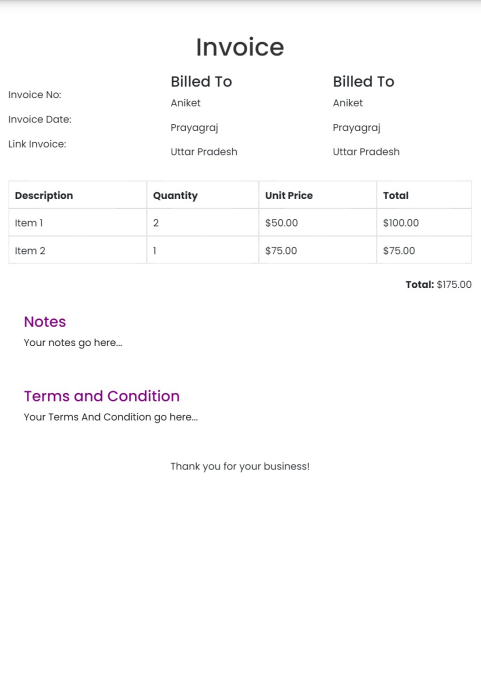 Invoice
Invoice No:
Invoice Date:
Link Invoice:
Billed To
Aniket
Prayagraj
Uttar Pradesh
Billed To
Aniket
Prayagraj
Uttar Pradesh
Description Quantity Unit Price Total
Item 1 2 $50.00 $100.00
Item 2 1 $75.00 $75.00
Total: $175.00
Notes
Your notes go here...
Terms and Condition
Your Terms And Condition go here...
Thank you for your business!